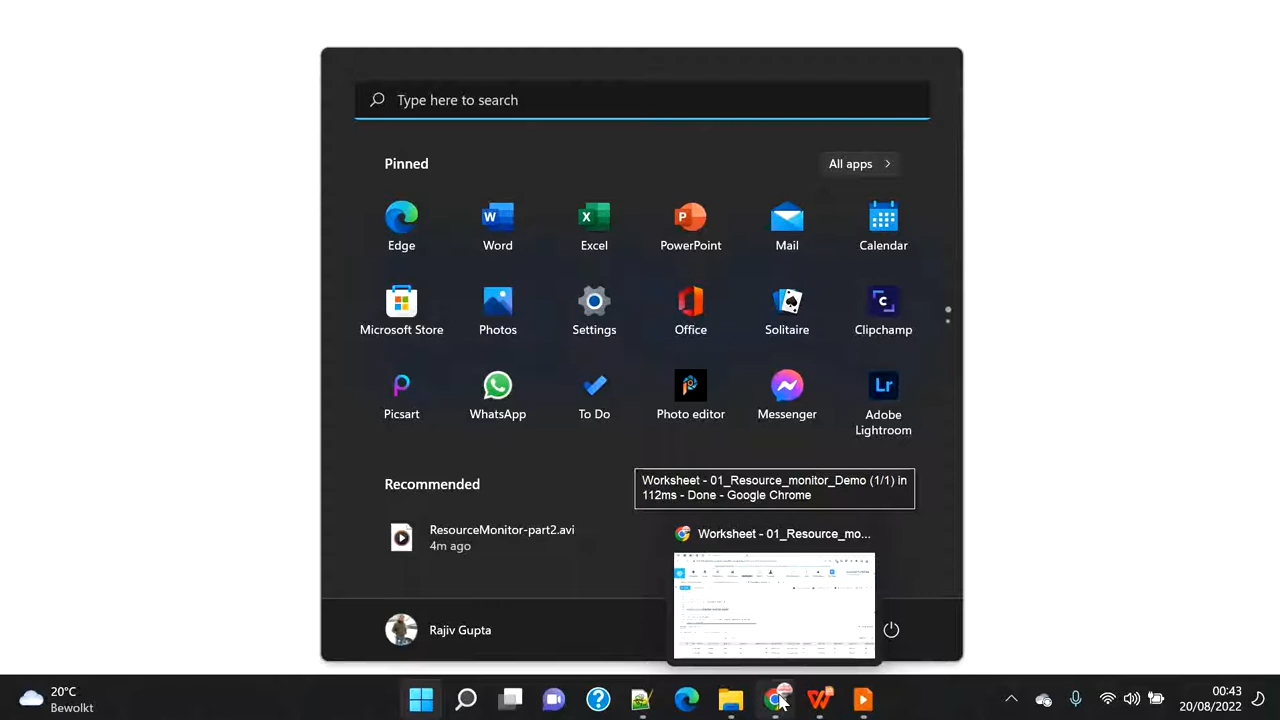 Type here to search
Pinned
All apps
Edge
Word
Excel
PowerPoint
Mail
Calendar
Microsoft Store
Photos
Settings
Office
Solitaire
Clipchamp
Picsart
WhatsApp
To Do
Photo editor
Messenger
Adobe
Lightroom
Recommended
Worksheet - 01_Resource_monitor_Demo (1/1) in
112ms - Done - Google Chrome
ResourceMonitor-part2.avi
4m ago
Worksheet - 01_Resource_mo...
Rajiv Gupta
20°C
Bewolkt
00:43
20/08/2022